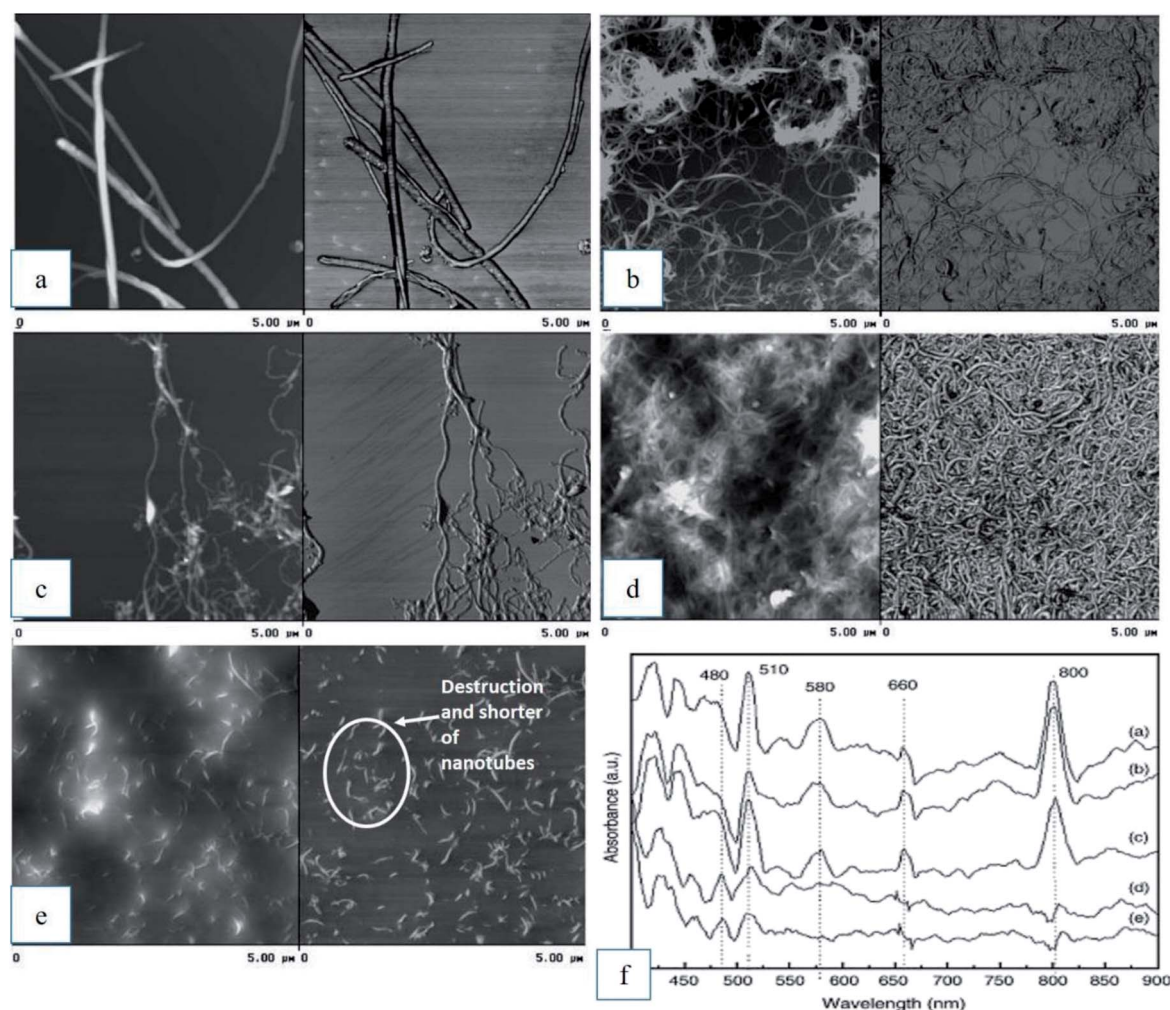 a
0
5.00 µm
0
5.00 µm
b
0
5.00 µm
0
5.00 µm
c
0
5.00 µm
0
5.00 µm
d
0
5.00 µm
0
5.00 µm
Destruction
and shorter
of
nanotubes
e
0
5.00 µm
0
5.00 µm
480
510
580
660
800
(a)
(b)
(c)
(d)
(e)
Absorbance (a.u.)
450 500 550 600 650 700 750 800 850 900
Wavelength (nm)
f